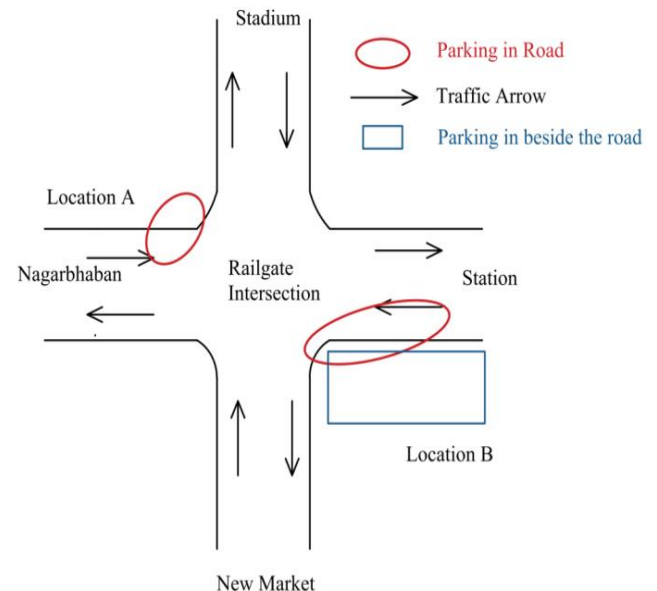 Stadium
Parking in Road
Traffic Arrow
Parking in beside the road
Location A
Nagarbhaban
Railgate
Intersection
Station
Location B
New Market